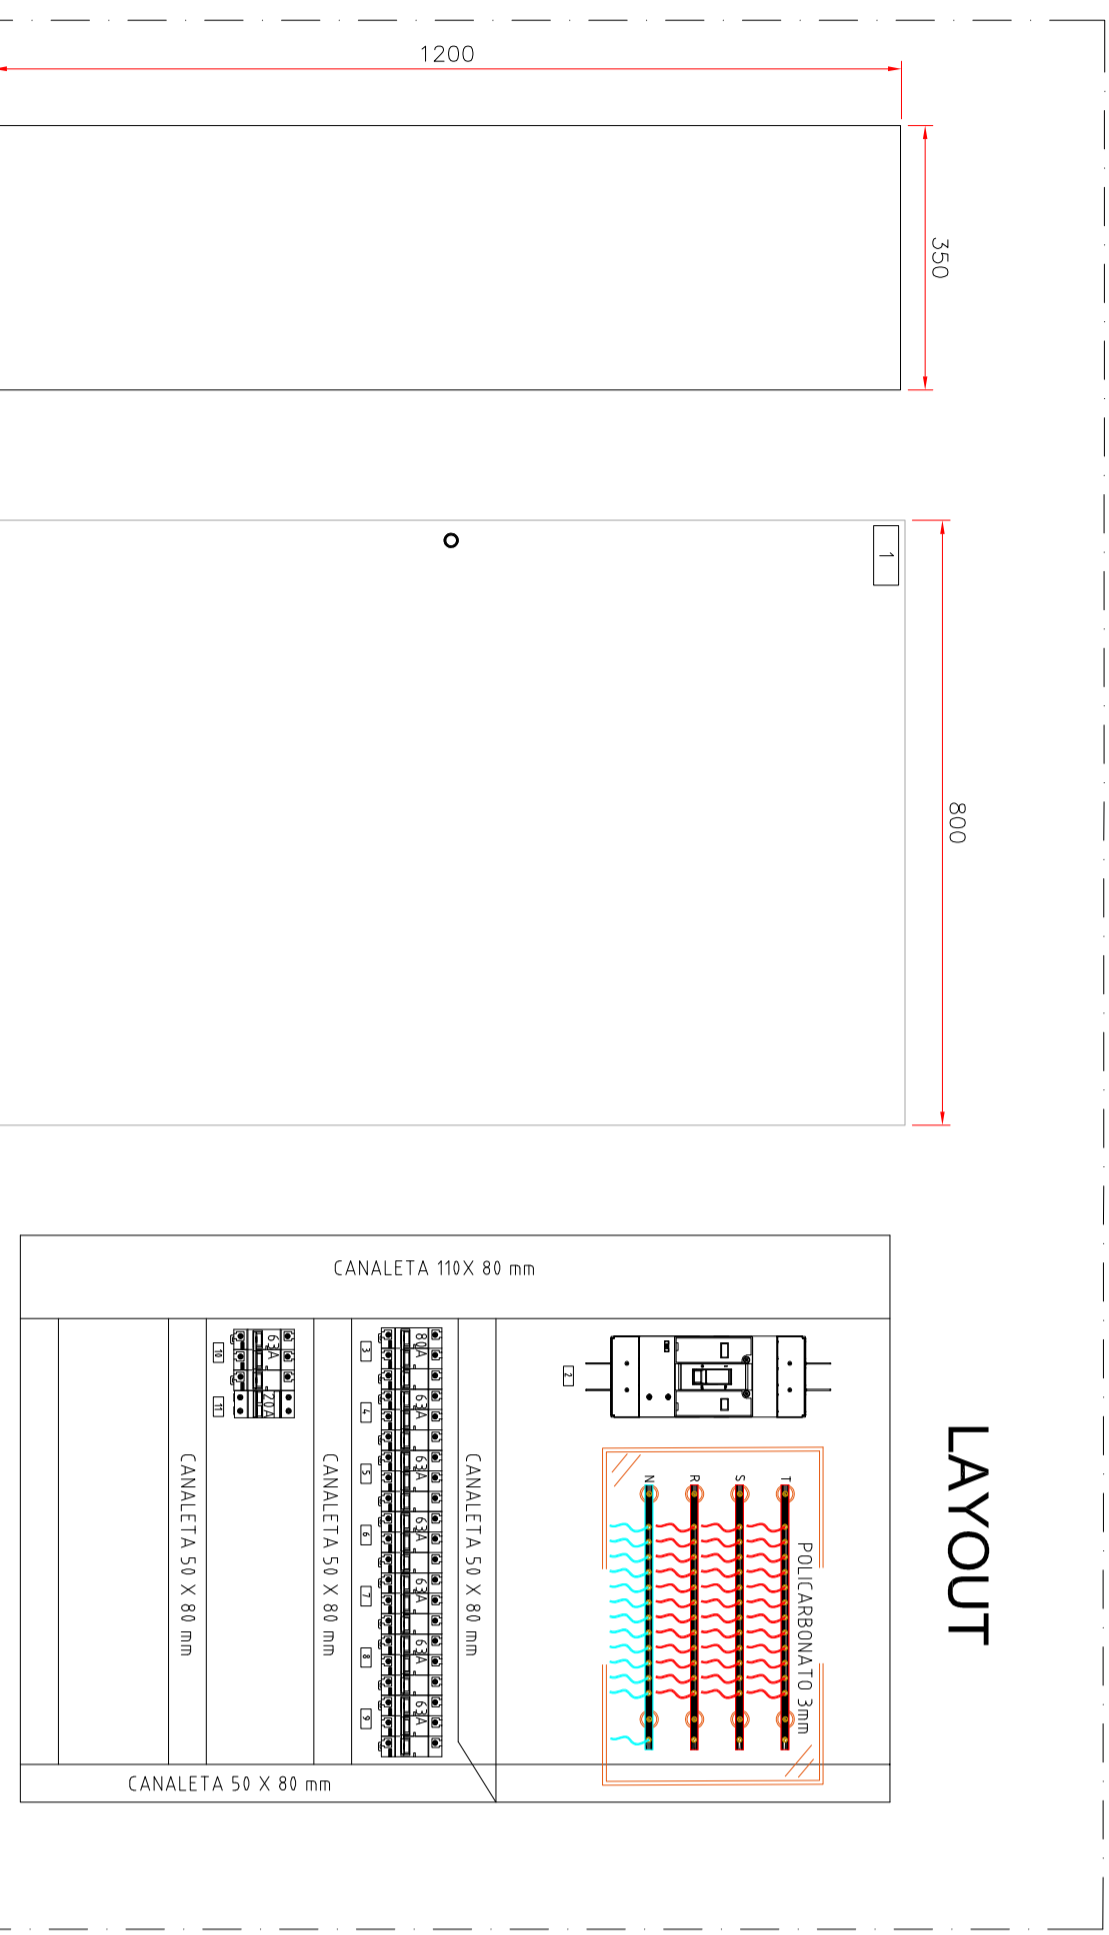 LAYOUT
1200
350
800
1
CANALETA 110X 80 mm
2
T
S
R
N
POLICARBONATO 3mm
CANALETA 50 X 80 mm
80A
63A
63A
63A
63A
63A
63A
3
4
5
6
7
8
9
CANALETA 50 X 80 mm
63A
20A
10
11
CANALETA 50 X 80 mm
CANALETA 50 X 80 mm